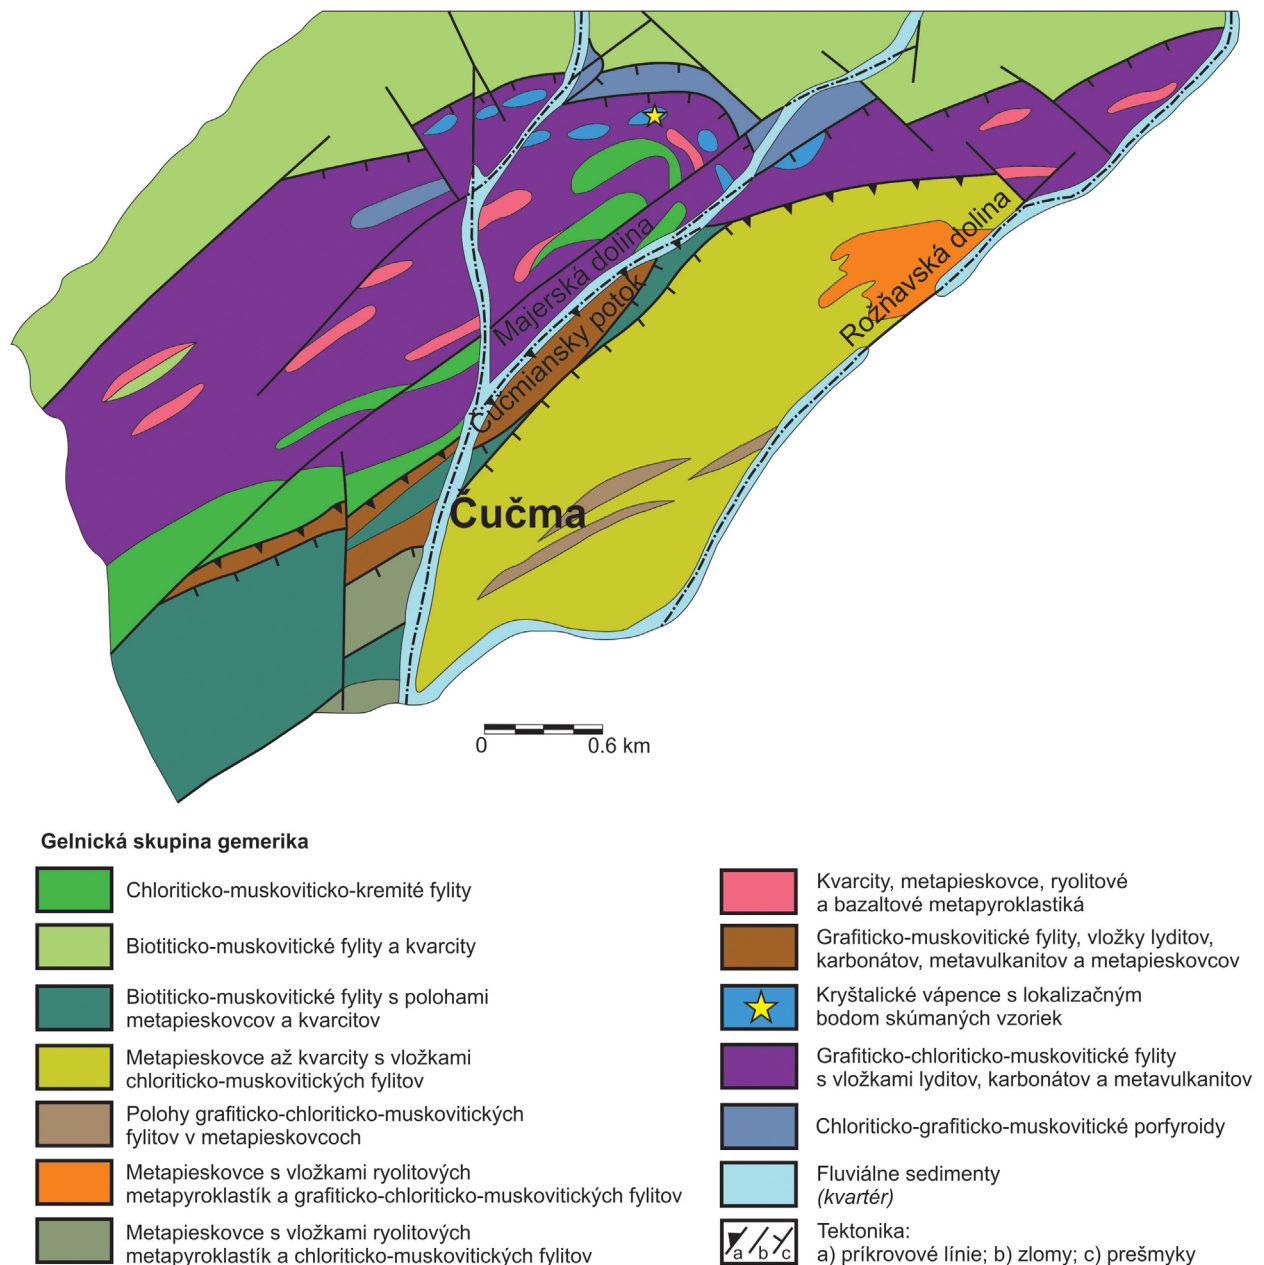 Majerská dolina
Čučmiansky potok
Rožňavská dolina
Čučma
0
0.6 km
Gelnická skupina gemerika
Chloriticko-muskoviticko-kremité fylity
Biotiticko-muskovitické fylity a kvarcity
Biotiticko-muskovitické fylity s polohami
metapieskovcov a kvarcitov
Metapieskovce až kvarcity s vložkami
chloriticko-muskovitických fylitov
Polohy grafiticko-chloriticko-muskovitických
fylitov v metapieskovcoch
Metapieskovce s vložkami ryolitových
metapyroklastík a grafiticko-chloriticko-muskovitických fylitov
Metapieskovce s vložkami ryolitových
metapyroklastík a chloriticko-muskovitických fylitov
Kvarcity, metapieskovce, ryolitové
a bazaltové metapyroklastiká
Grafiticko-muskovitické fylity, vložky lyditov,
karbonátov, metavulkanitov a metapieskovcov
Kryštalické vápence s lokalizačným
bodom skúmaných vzoriek
Grafiticko-chloriticko-muskovitické fylity
s vložkami lyditov, karbonátov a metavulkanitov
Chloriticko-grafiticko-muskovitické porfyroidy
Fluviálne sedimenty
(kvartér)
a b c
Tektonika:
a) príkrovové línie; b) zlomy; c) prešmyky